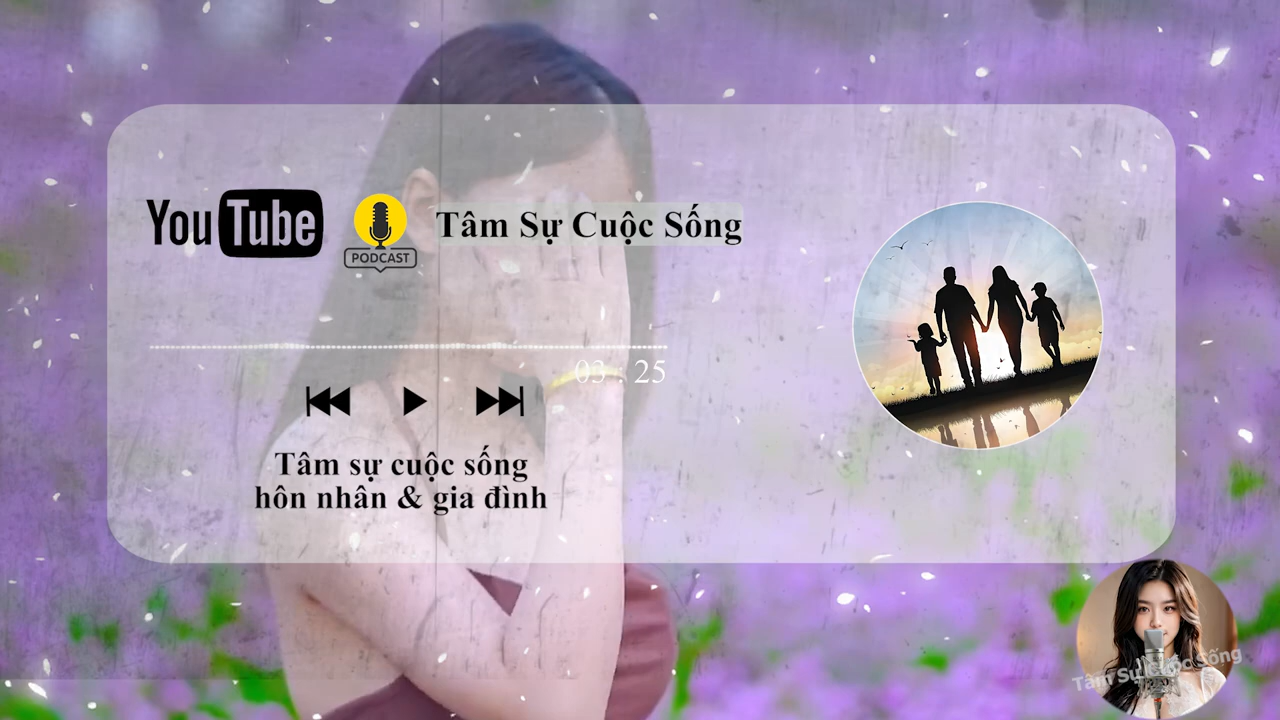 YouTube
PODCAST
Tâm Sự Cuộc Sống
03 : 25
Tâm sự cuộc sống
hôn nhân & gia đình
Tâm Sự Cuộc Sống